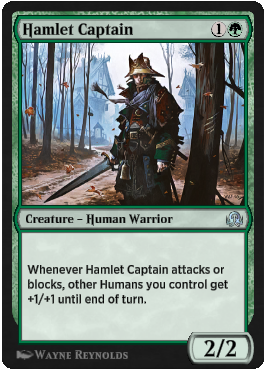 Hamlet Captain 1
Creature – Human Warrior
Whenever Hamlet Captain attacks or
blocks, other Humans you control get
+1/+1 until end of turn.
Wayne Reynolds
2/2